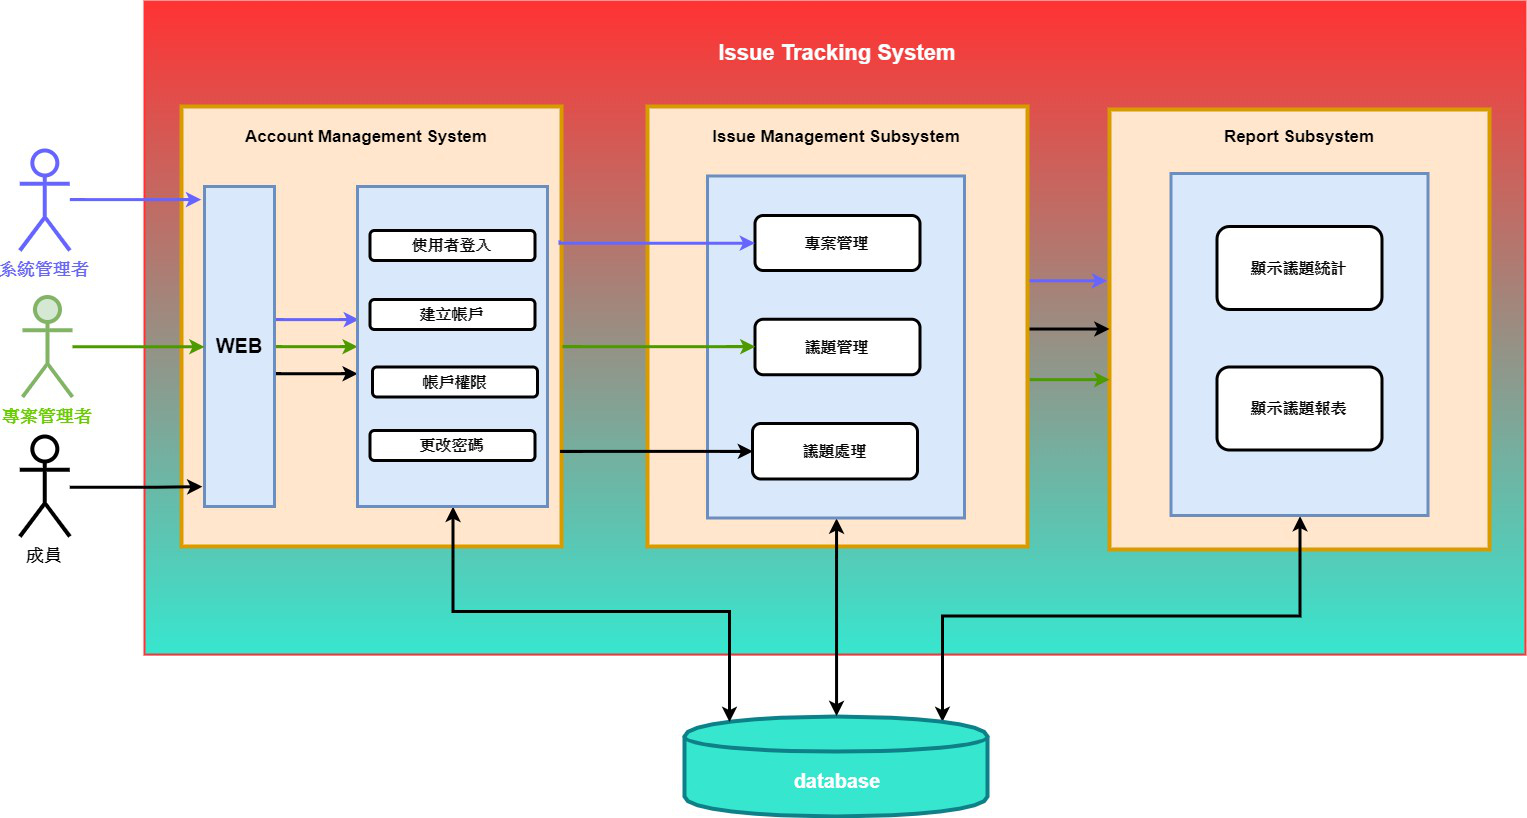 Issue Tracking System
Account Management System
Issue Management Subsystem
Report Subsystem
系統管理者
專案管理者
成員
WEB
使用者登入
建立帳戶
帳戶權限
更改密碼
專案管理
議題管理
議題處理
顯示議題統計
顯示議題報表
database